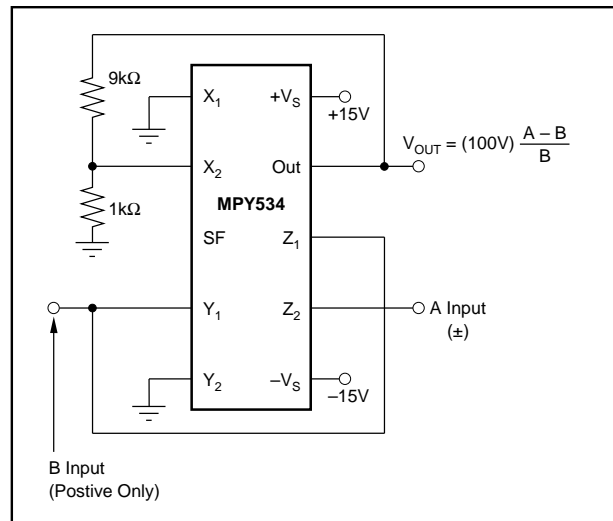 9kΩ
1kΩ
X1
+VS
+15V
X2
Out
VOUT = (100V) A – B / B
MPY534
SF
Z1
Y1
Z2
A Input
(±)
Y2
–VS
–15V
B Input
(Postive Only)